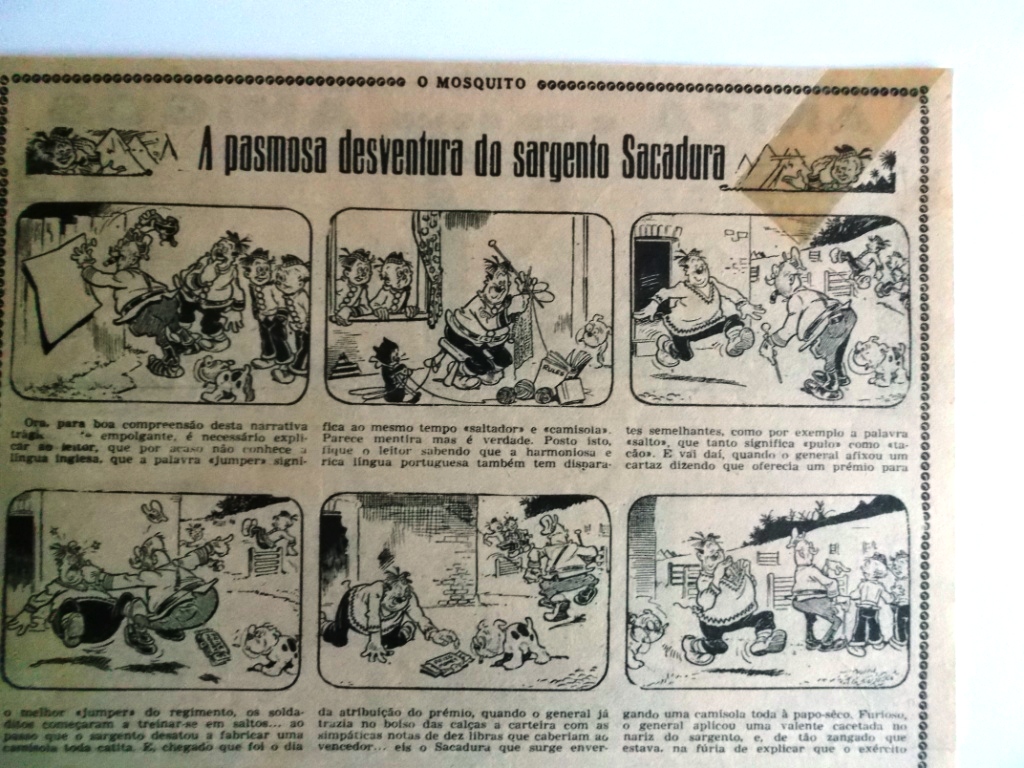 O MOSQUITO
A pasmosa desventura do sargento Sacadura
RULES
Ora, para boa compreensão desta narrativa
empolgante, é necessário expli-
car ao leitor, que por acaso não conhece a
língua inglesa, que a palavra «Jumper» signi-
fica ao mesmo tempo «saltador» e «camisola».
Parece mentira mas é verdade. Posto isto,
fique o leitor sabendo que a harmoniosa e
rica língua portuguesa também tem dispara-
tes semelhantes, como por exemplo a palavra
«salto», que tanto significa «pulo» como «ta-
cão». E vai daí, quando o general afixou um
cartaz dizendo que oferecia um prémio para
o melhor «jumper» do regimento, os solda-
ditos começaram a treinar-se em saltos... ao
passo que o sargento desatou a fabricar uma
camisola toda catita. E, chegado que foi o dia
da atribuição do prémio, quando o general já
trazia no bolso das calças a carteira com as
simpáticas notas de dez libras que caberiam ao
vencedor... eis o Sacadura que surge enver-
gando uma camisola toda à papo-sêco. Furioso,
o general aplicou uma valente cacetada no
nariz do sargento, e, de tão zangado que
estava, na fúria de explicar que o exército